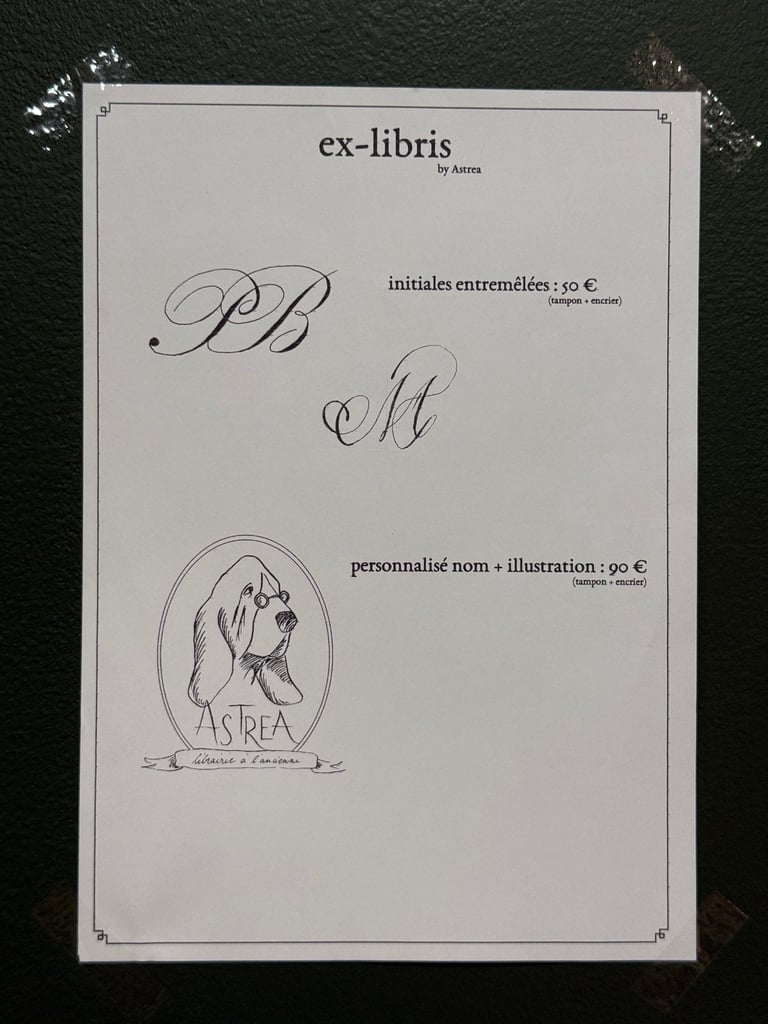 ex-libris
by Astrea
PB
initiales entremêlées : 50 €
(tampon + encrier)
M
personnalisé nom + illustration : 90 €
(tampon + encrier)
ASTREA
librairie à l'ancienne